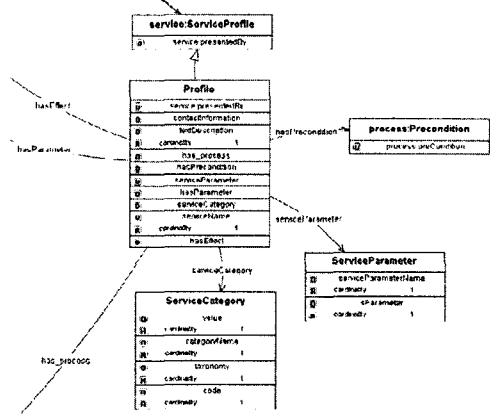 service:ServiceProfile
service:presentedBy
Profile
service:presentedBy
contactInformation
textDescription
cardinality 1
has_process
hasPrecondition
serviceParameter
hasParameter
serviceCategory
serviceName
cardinality 1
hasEffect
hasEffect
hasParameter
hasPrecondition
process:Precondition
process:preCondition
serviceParameter
ServiceParameter
serviceParameterName
cardinality 1
sParameter
cardinality 1
serviceCategory
ServiceCategory
value
cardinality 1
categoryName
cardinality 1
taxonomy
cardinality 1
code
cardinality 1
has_process